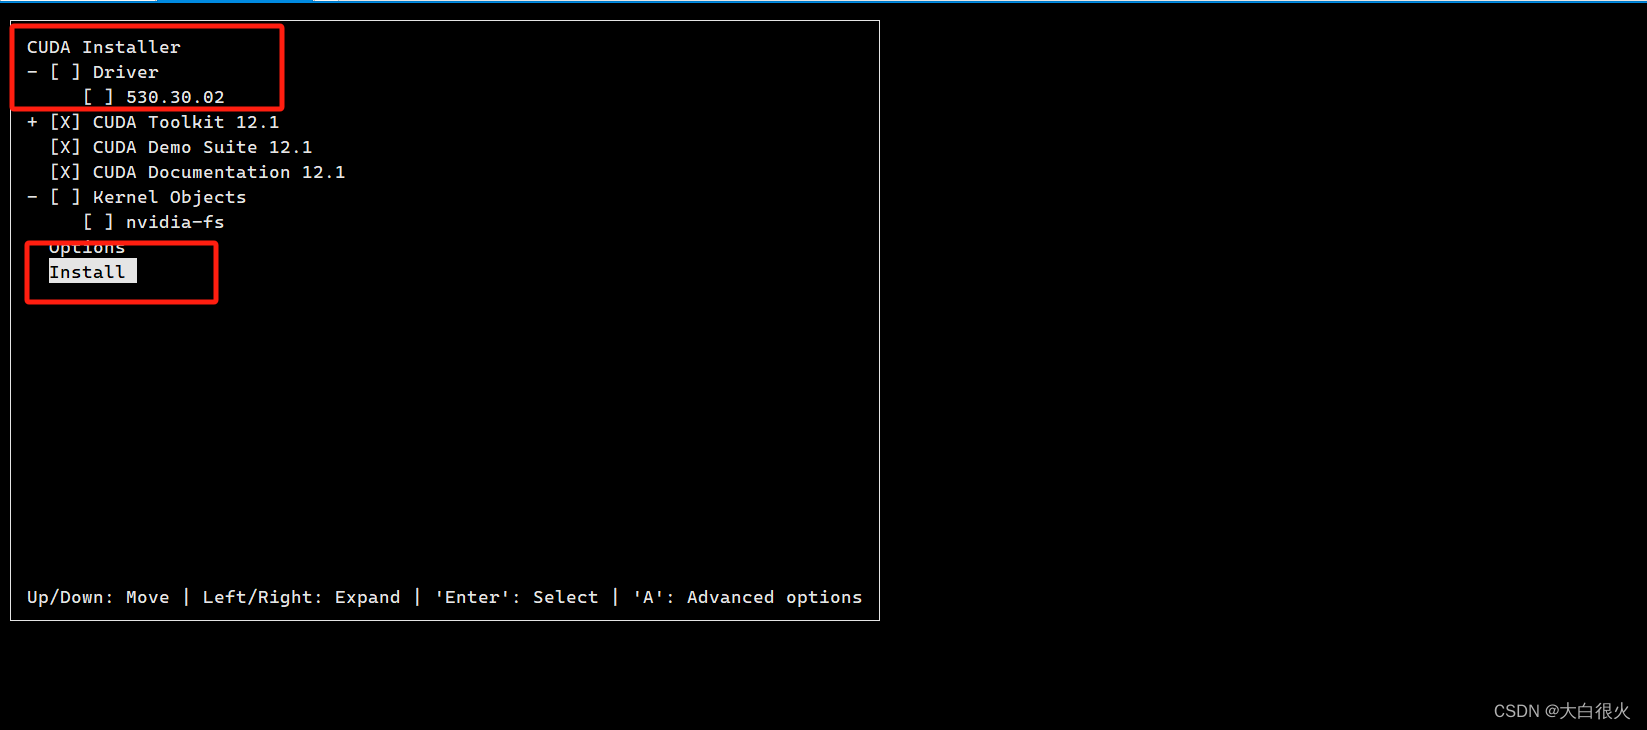 CUDA Installer
- [ ] Driver
[ ] 530.30.02
+ [X] CUDA Toolkit 12.1
[X] CUDA Demo Suite 12.1
[X] CUDA Documentation 12.1
- [ ] Kernel Objects
[ ] nvidia-fs
Options
Install
Up/Down: Move | Left/Right: Expand | 'Enter': Select | 'A': Advanced options
CSDN @大白很火